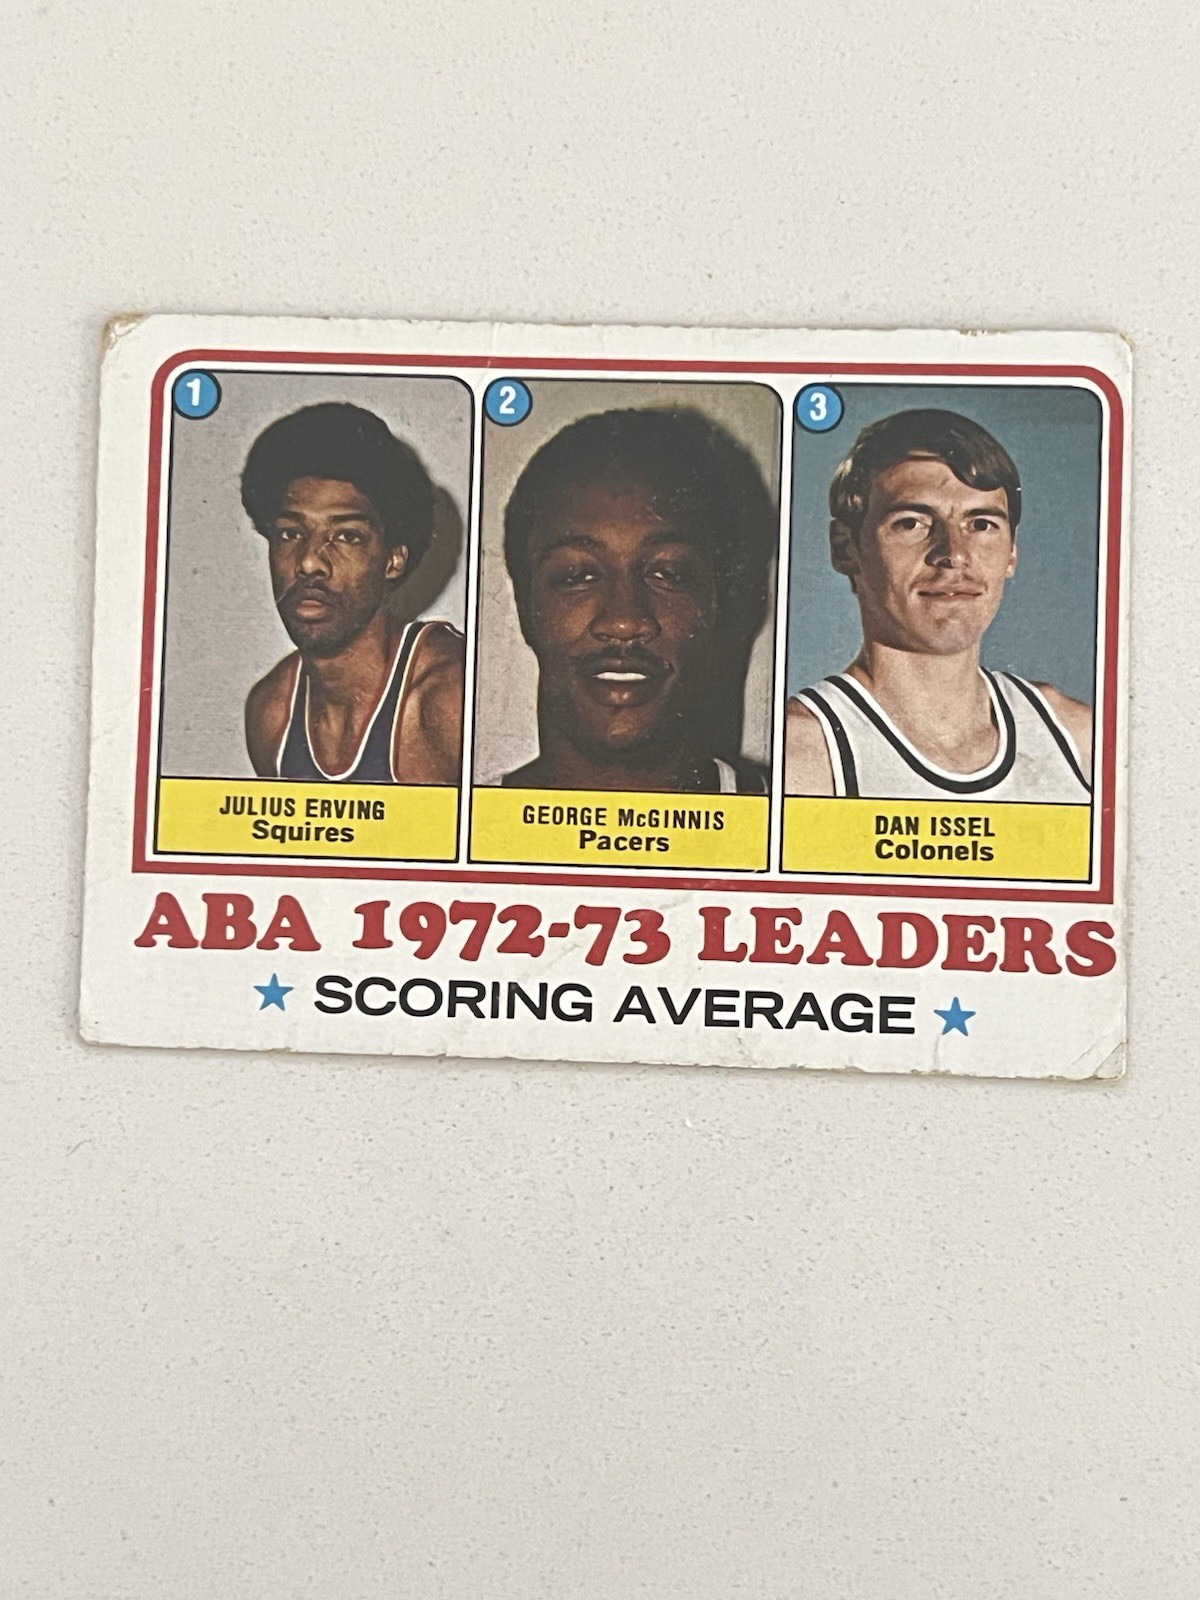 1
2
3
JULIUS ERVING
Squires
GEORGE McGINNIS
Pacers
DAN ISSEL
Colonels
ABA 1972-73 LEADERS
SCORING AVERAGE